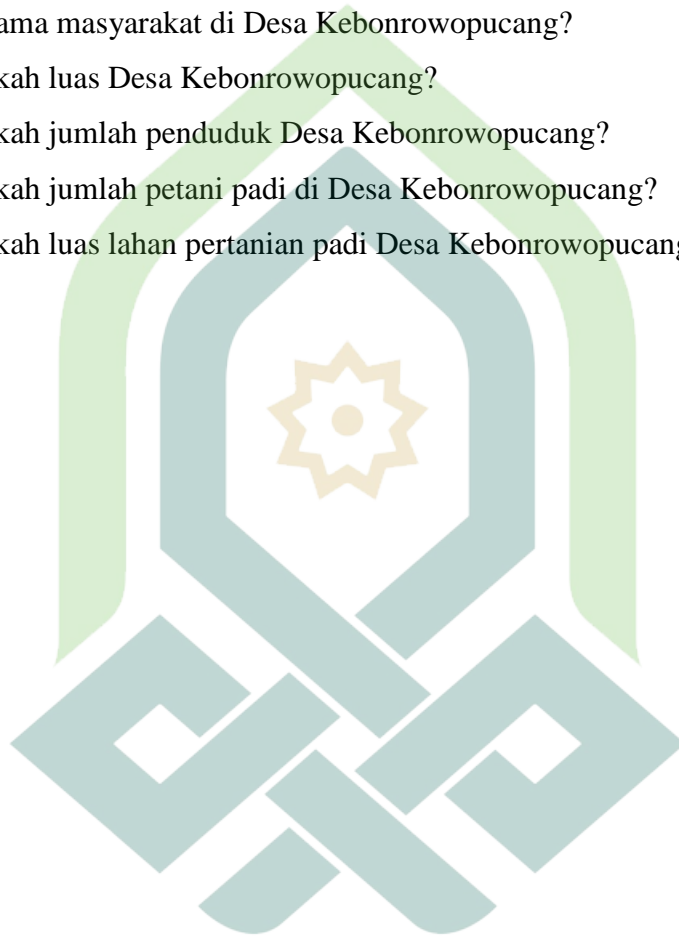 ama masyarakat di Desa Kebonrowopucang?
kah luas Desa Kebonrowopucang?
kah jumlah penduduk Desa Kebonrowopucang?
kah jumlah petani padi di Desa Kebonrowopucang?
kah luas lahan pertanian padi Desa Kebonrowopucang